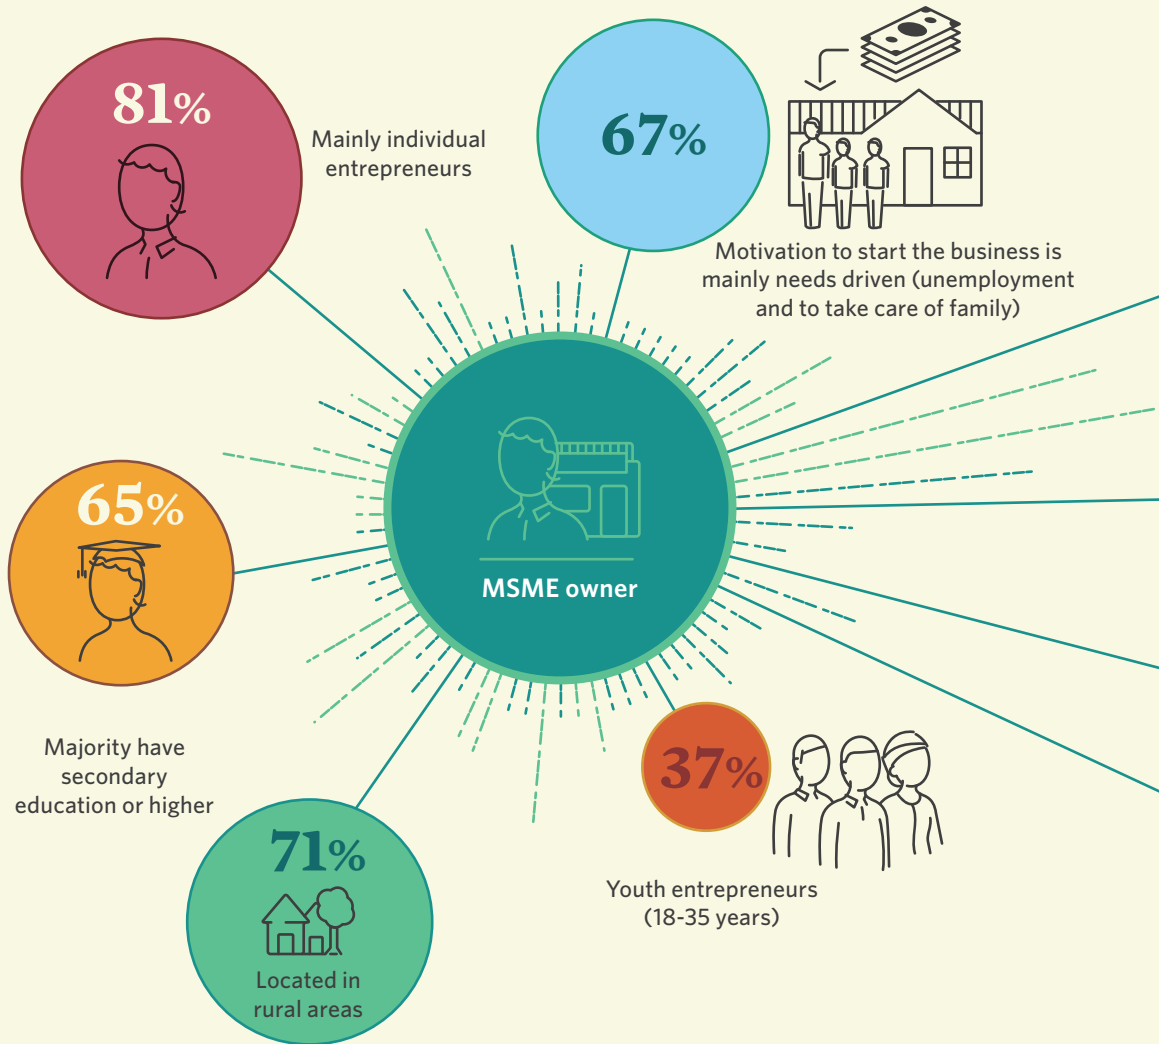 81%
Mainly individual
entrepreneurs
67%
Motivation to start the business is
mainly needs driven (unemployment
and to take care of family)
65%
Majority have
secondary
education or higher
MSME owner
71%
Located in
rural areas
37%
Youth entrepreneurs
(18-35 years)